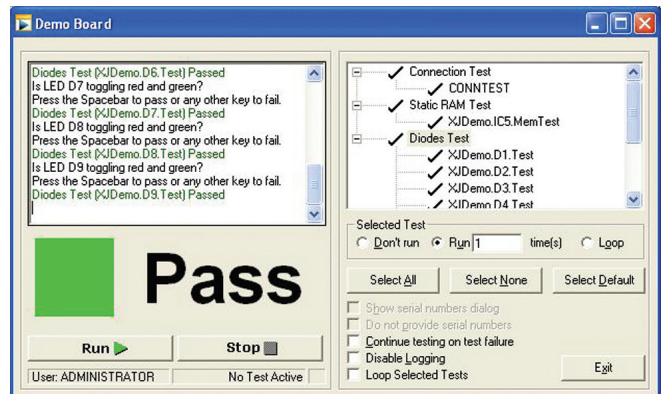 Demo Board
Diodes Test (XJDemo.D6.Test) Passed
Is LED D7 toggling red and green?
Press the Spacebar to pass or any other key to fail.
Diodes Test (XJDemo.D7.Test) Passed
Is LED D8 toggling red and green?
Press the Spacebar to pass or any other key to fail.
Diodes Test (XJDemo.D8.Test) Passed
Is LED D9 toggling red and green?
Press the Spacebar to pass or any other key to fail.
Diodes Test (XJDemo.D9.Test) Passed
Pass
Run
Stop
User: ADMINISTRATOR
No Test Active
Connection Test
CONNTEST
Static RAM Test
XJDemo.IC5.MemTest
Diodes Test
XJDemo.D1.Test
XJDemo.D2.Test
XJDemo.D3.Test
XJDemo.D4.Test
Selected Test
Don't run Run 1 time(s) Loop
Select All Select None Select Default
Show serial numbers dialog
Do not provide serial numbers
Continue testing on test failure
Disable Logging
Loop Selected Tests
Exit